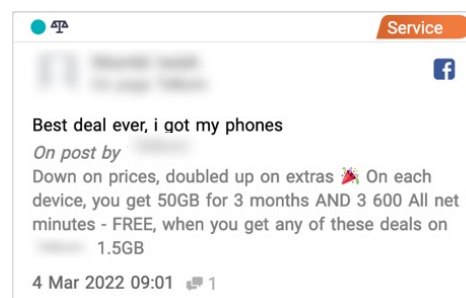 Service
Best deal ever, i got my phones
On post by
Down on prices, doubled up on extras 🎉 On each
device, you get 50GB for 3 months AND 3 600 All net
minutes - FREE, when you get any of these deals on
1.5GB
4 Mar 2022 09:01 1